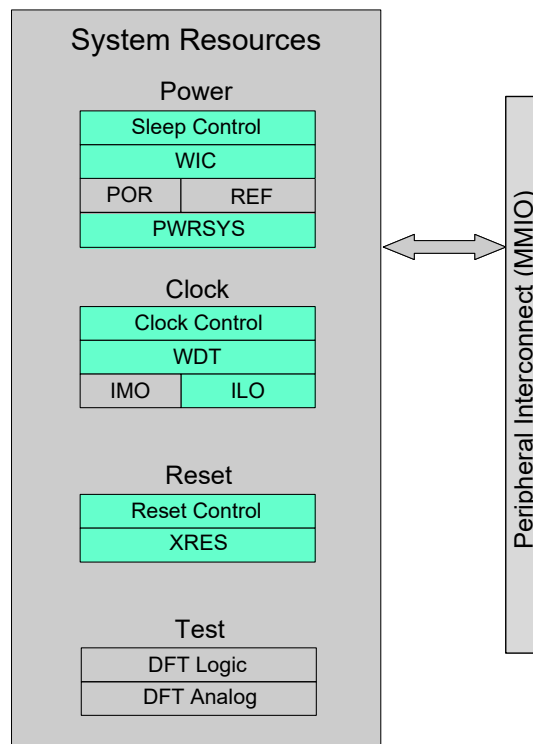 System Resources
Power
Sleep Control
WIC
POR REF
PWRSYS
Clock
Clock Control
WDT
IMO ILO
Reset
Reset Control
XRES
Test
DFT Logic
DFT Analog
Peripheral Interconnect (MMIO)